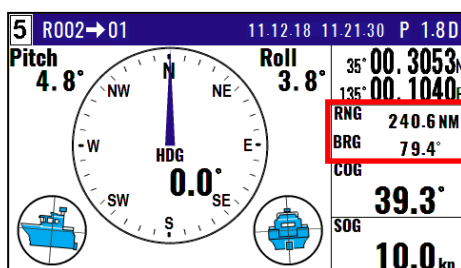 5 R002→01 11.12.18 11.21.30 P 1.8D
Pitch 4.8°
Roll 3.8°
35°00.3053N
135°00.1040E
RNG 240.6NM
BRG 79.4°
COG 39.3°
SOG 10.0kn
N
NW NE
W E
HDG 0.0°
SW SE
S